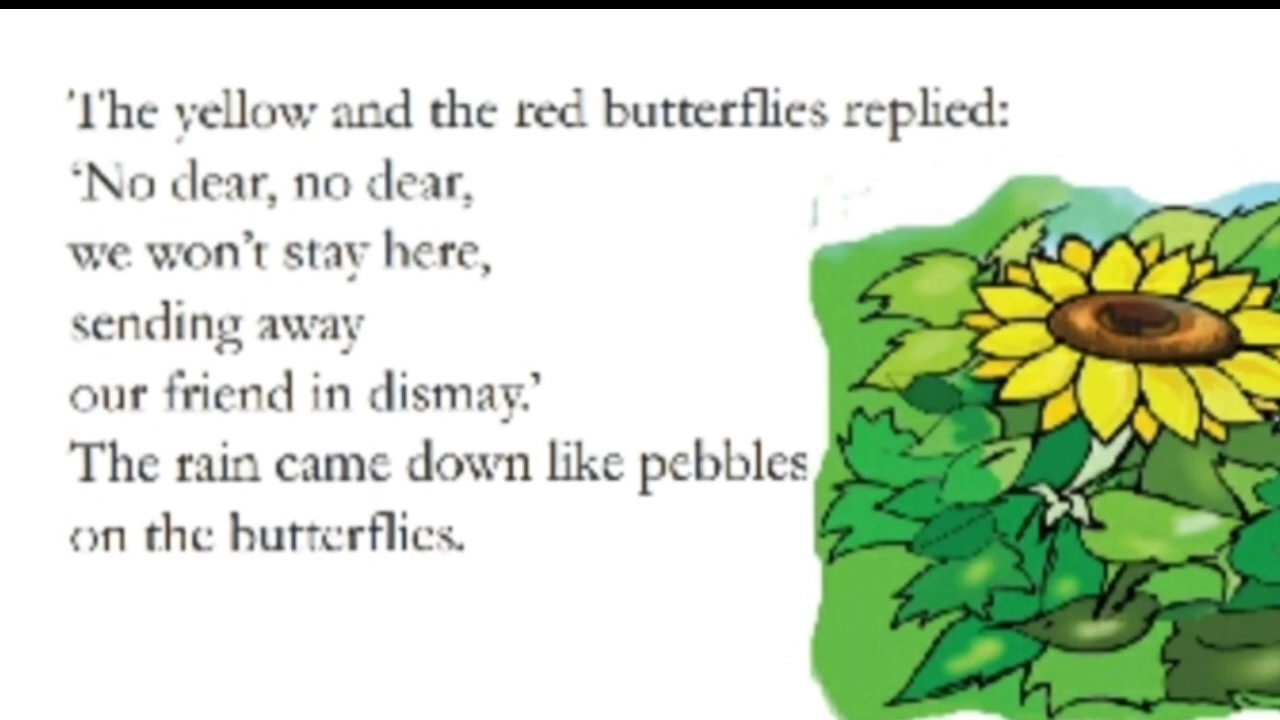 The yellow and the red butterflies replied:
‘No dear, no dear,
we won’t stay here,
sending away
our friend in dismay.’
The rain came down like pebbles
on the butterflies.